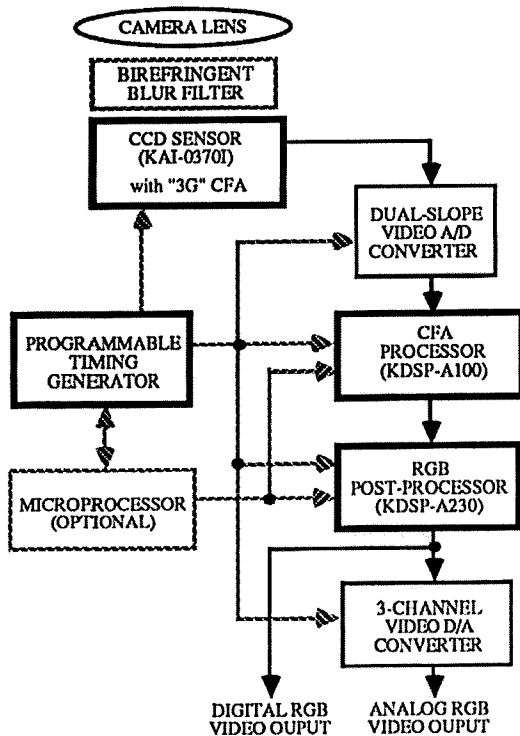 CAMERA LENS
BIREFRINGENT
BLUR FILTER
CCD SENSOR
(KAI-0370I)
with "3G" CFA
DUAL-SLOPE
VIDEO A/D
CONVERTER
PROGRAMMABLE
TIMING
GENERATOR
CFA
PROCESSOR
(KDSP-A100)
MICROPROCESSOR
(OPTIONAL)
RGB
POST-PROCESSOR
(KDSP-A230)
3-CHANNEL
VIDEO D/A
CONVERTER
DIGITAL RGB
VIDEO OUPUT
ANALOG RGB
VIDEO OUPUT